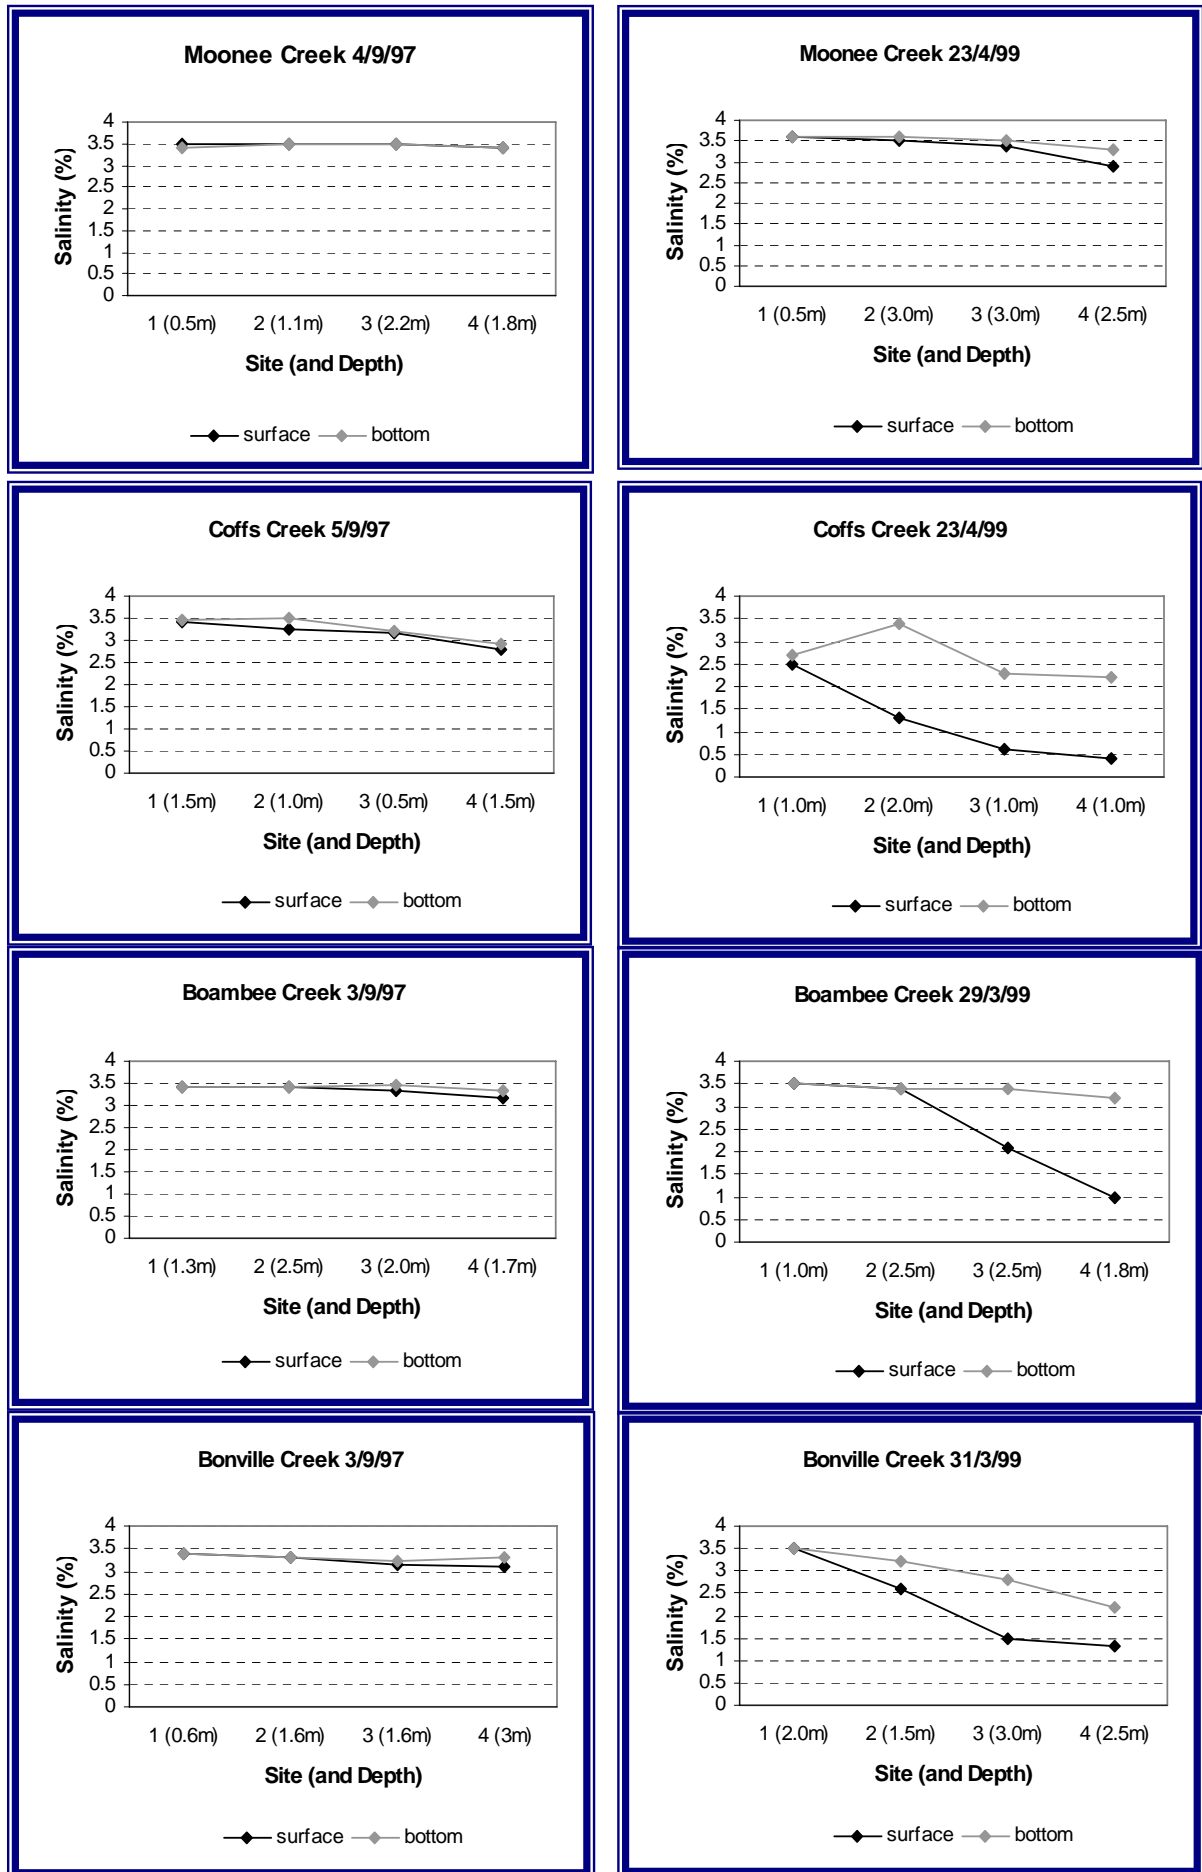 Moonee Creek 4/9/97
4
3.5
3
2.5
2
1.5
1
0.5
0
Salinity (%)
1 (0.5m) 2 (1.1m) 3 (2.2m) 4 (1.8m)
Site (and Depth)
surface bottom
Moonee Creek 23/4/99
4
3.5
3
2.5
2
1.5
1
0.5
0
Salinity (%)
1 (0.5m) 2 (3.0m) 3 (3.0m) 4 (2.5m)
Site (and Depth)
surface bottom
Coffs Creek 5/9/97
4
3.5
3
2.5
2
1.5
1
0.5
0
Salinity (%)
1 (1.5m) 2 (1.0m) 3 (0.5m) 4 (1.5m)
Site (and Depth)
surface bottom
Coffs Creek 23/4/99
4
3.5
3
2.5
2
1.5
1
0.5
0
Salinity (%)
1 (1.0m) 2 (2.0m) 3 (1.0m) 4 (1.0m)
Site (and Depth)
surface bottom
Boambee Creek 3/9/97
4
3.5
3
2.5
2
1.5
1
0.5
0
Salinity (%)
1 (1.3m) 2 (2.5m) 3 (2.0m) 4 (1.7m)
Site (and Depth)
surface bottom
Boambee Creek 29/3/99
4
3.5
3
2.5
2
1.5
1
0.5
0
Salinity (%)
1 (1.0m) 2 (2.5m) 3 (2.5m) 4 (1.8m)
Site (and Depth)
surface bottom
Bonville Creek 3/9/97
4
3.5
3
2.5
2
1.5
1
0.5
0
Salinity (%)
1 (0.6m) 2 (1.6m) 3 (1.6m) 4 (3m)
Site (and Depth)
surface bottom
Bonville Creek 31/3/99
4
3.5
3
2.5
2
1.5
1
0.5
0
Salinity (%)
1 (2.0m) 2 (1.5m) 3 (3.0m) 4 (2.5m)
Site (and Depth)
surface bottom